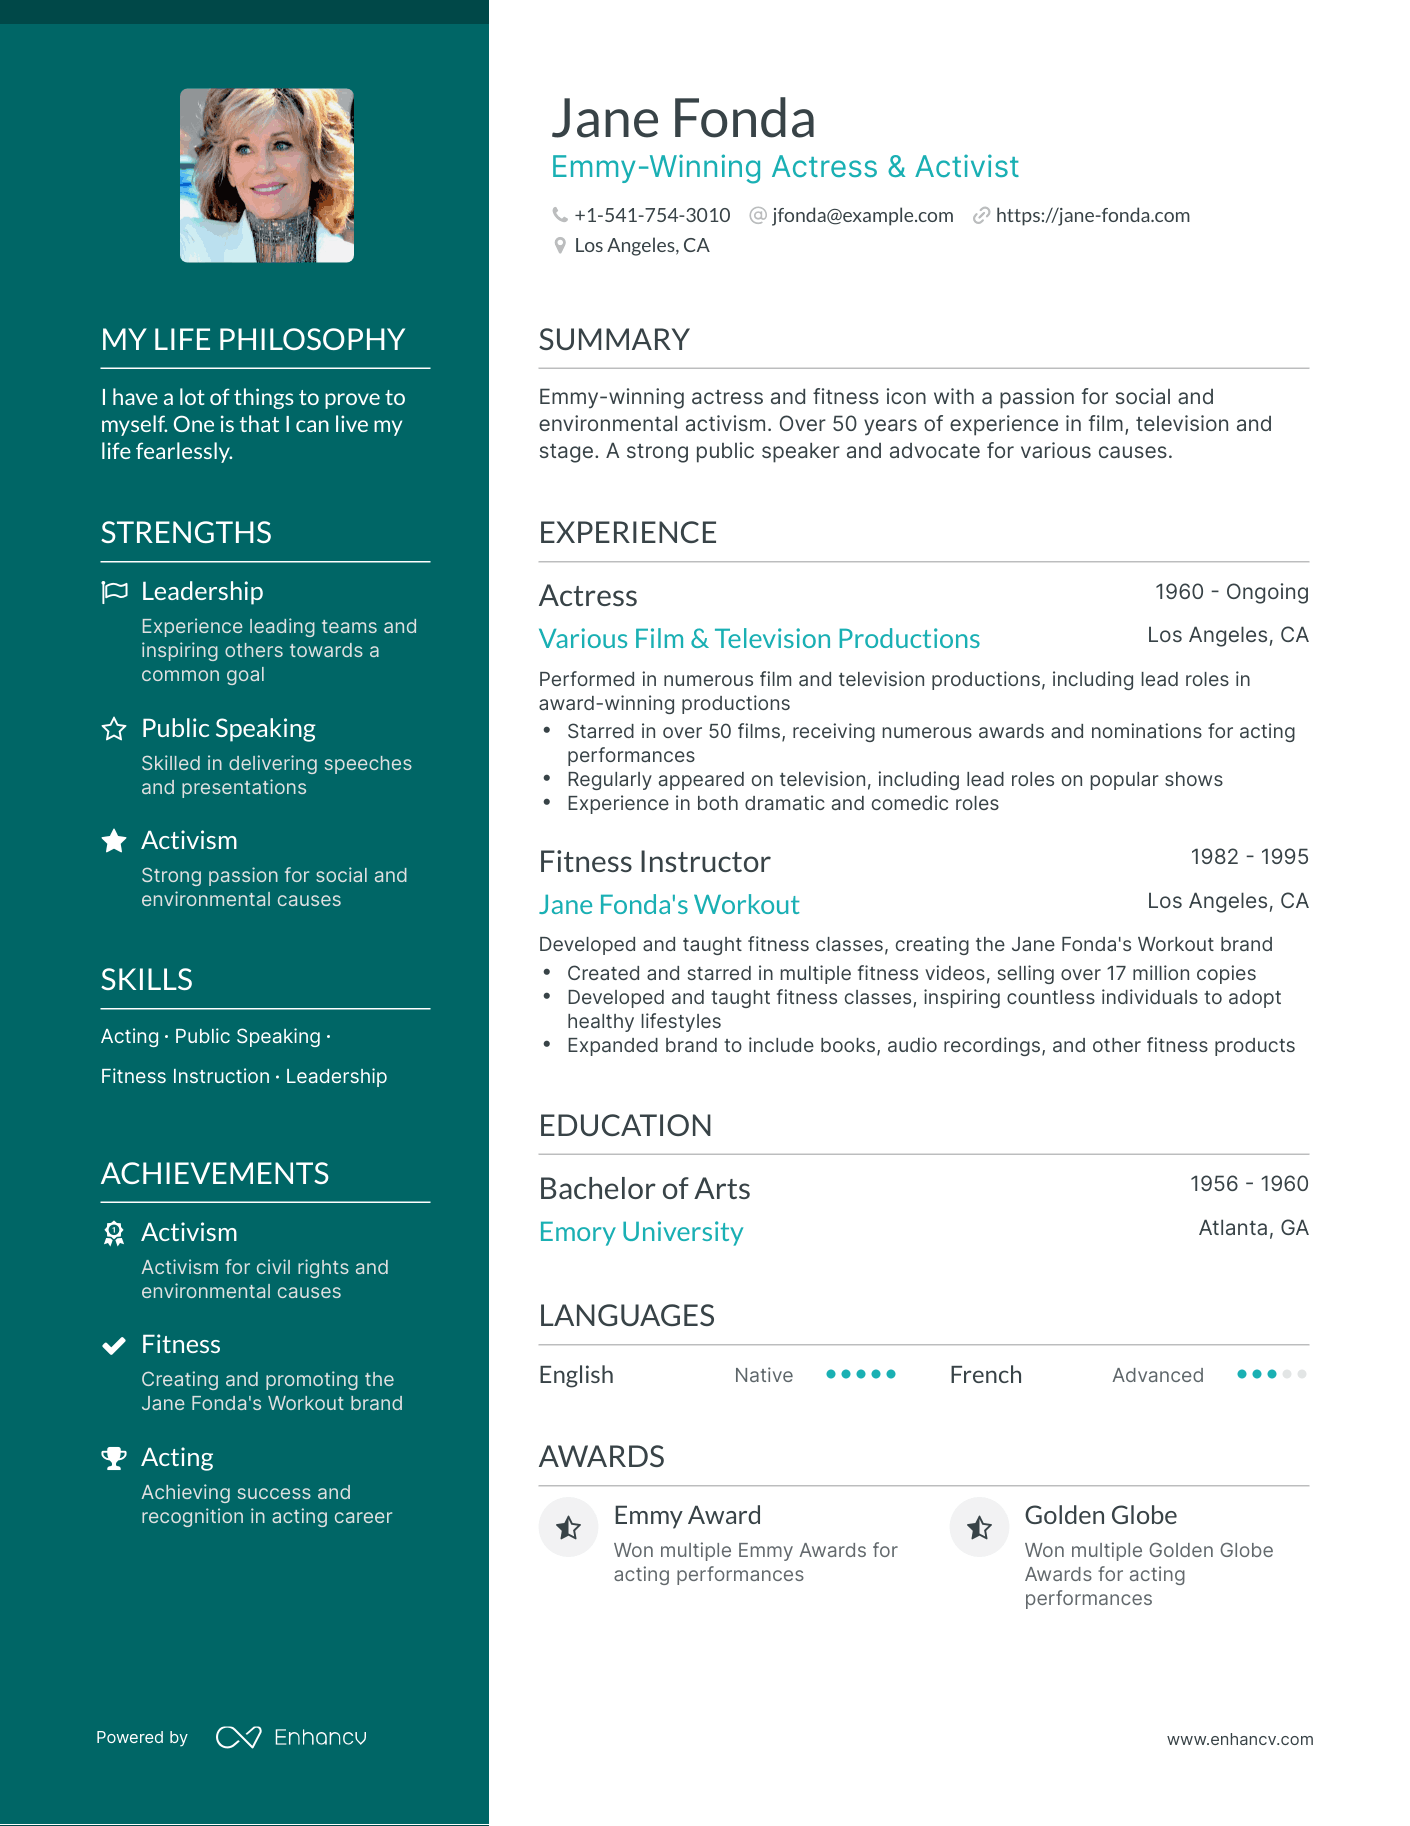 Jane Fonda
Emmy-Winning Actress & Activist
+1-541-754-3010 @ jfonda@example.com https://jane-fonda.com
Los Angeles, CA
MY LIFE PHILOSOPHY
I have a lot of things to prove to
myself. One is that I can live my
life fearlessly.
STRENGTHS
Leadership
Experience leading teams and
inspiring others towards a
common goal
Public Speaking
Skilled in delivering speeches
and presentations
Activism
Strong passion for social and
environmental causes
SKILLS
Acting · Public Speaking ·
Fitness Instruction · Leadership
ACHIEVEMENTS
Activism
Activism for civil rights and
environmental causes
Fitness
Creating and promoting the
Jane Fonda's Workout brand
Acting
Achieving success and
recognition in acting career
SUMMARY
Emmy-winning actress and fitness icon with a passion for social and
environmental activism. Over 50 years of experience in film, television and
stage. A strong public speaker and advocate for various causes.
EXPERIENCE
Actress 1960 - Ongoing
Various Film & Television Productions Los Angeles, CA
Performed in numerous film and television productions, including lead roles in
award-winning productions
• Starred in over 50 films, receiving numerous awards and nominations for acting
performances
• Regularly appeared on television, including lead roles on popular shows
• Experience in both dramatic and comedic roles
Fitness Instructor 1982 - 1995
Jane Fonda's Workout Los Angeles, CA
Developed and taught fitness classes, creating the Jane Fonda's Workout brand
• Created and starred in multiple fitness videos, selling over 17 million copies
• Developed and taught fitness classes, inspiring countless individuals to adopt
healthy lifestyles
• Expanded brand to include books, audio recordings, and other fitness products
EDUCATION
Bachelor of Arts 1956 - 1960
Emory University Atlanta, GA
LANGUAGES
English Native French Advanced
AWARDS
Emmy Award
Won multiple Emmy Awards for
acting performances
Golden Globe
Won multiple Golden Globe
Awards for acting
performances
Powered by Enhancv
www.enhancv.com